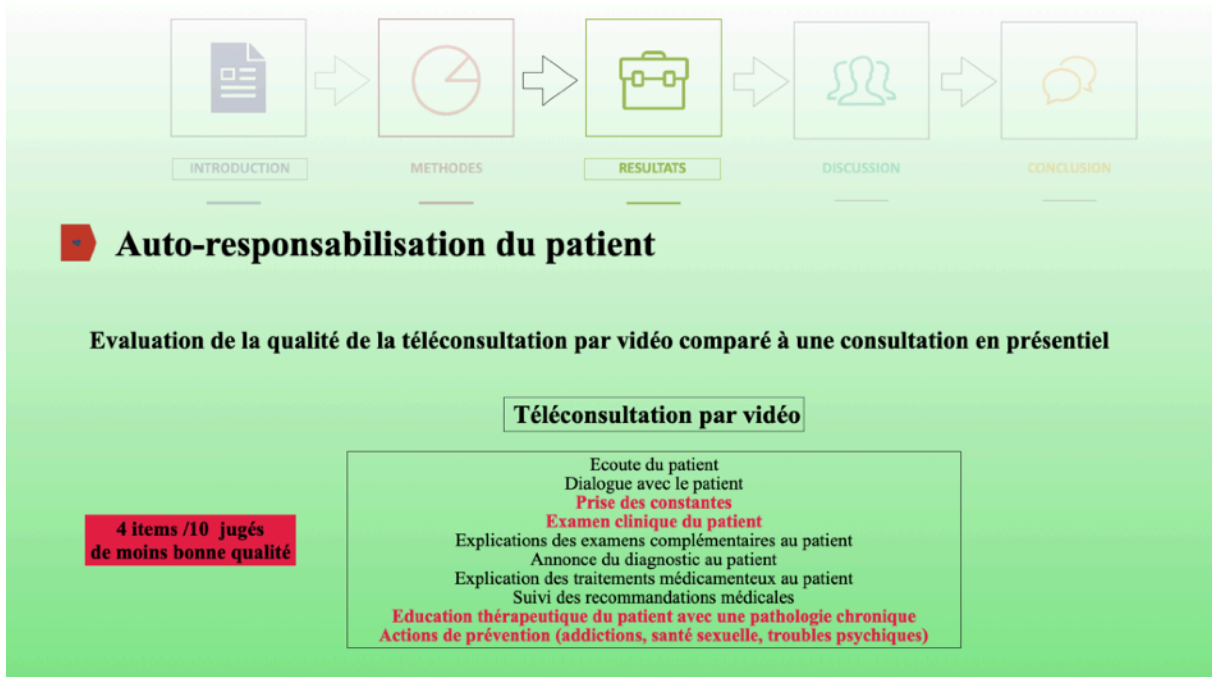 INTRODUCTION
METHODES
RESULTATS
DISCUSSION
CONCLUSION
Auto-responsabilisation du patient
Evaluation de la qualité de la téléconsultation par vidéo comparé à une consultation en présentiel
Téléconsultation par vidéo
4 items /10 jugés
de moins bonne qualité
Ecoute du patient
Dialogue avec le patient
Prise des constantes
Examen clinique du patient
Explications des examens complémentaires au patient
Annonce du diagnostic au patient
Explication des traitements médicamenteux au patient
Suivi des recommandations médicales
Education thérapeutique du patient avec une pathologie chronique
Actions de prévention (addictions, santé sexuelle, troubles psychiques)